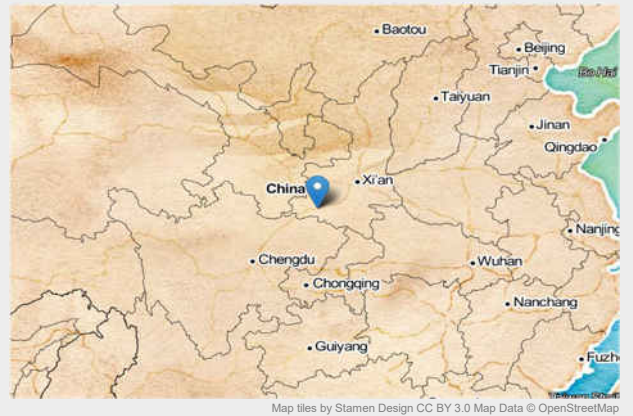 Baotou
Beijing
Tianjin
Bo Hai
Taiyuan
Jinan
Qingdao
China
Xi'an
Nanjing
Chengdu
Wuhan
Chongqing
Nanchang
Guiyang
Fuzh
Map tiles by Stamen Design CC BY 3.0 Map Data © OpenStreetMap